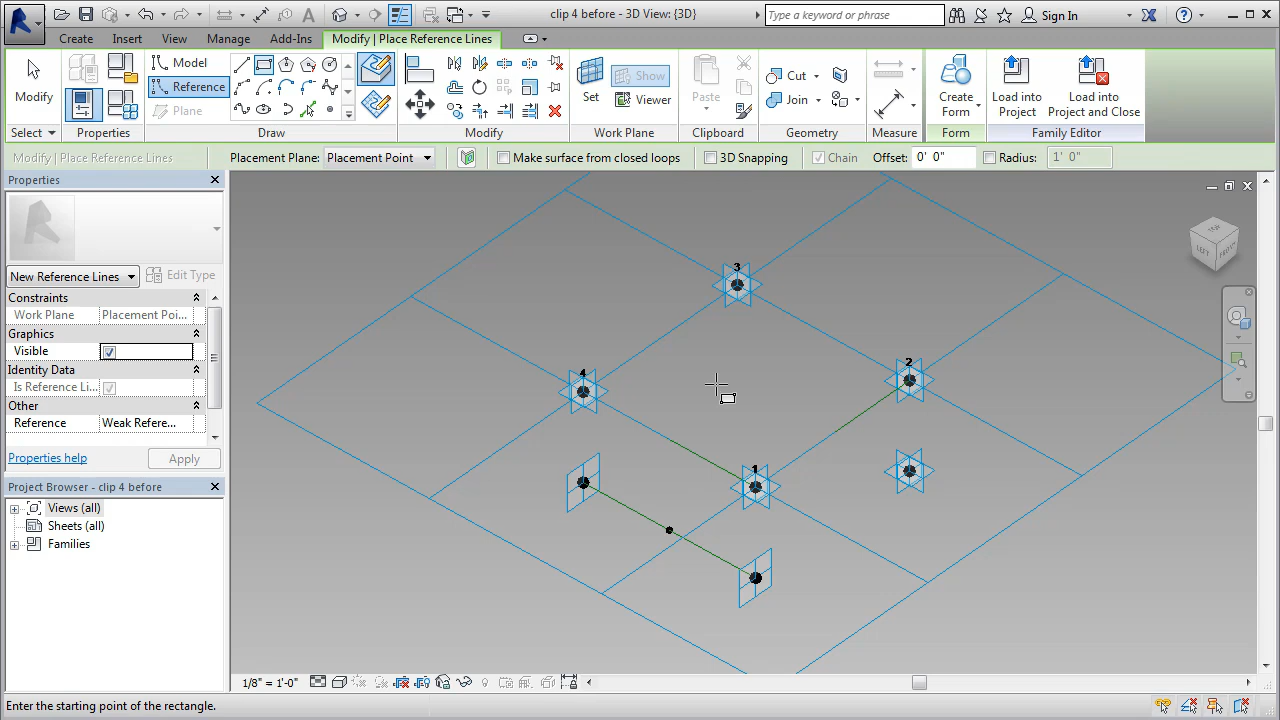 clip 4 before - 3D View: {3D}
Type a keyword or phrase
Sign In
Create
Insert
View
Manage
Add-Ins
Modify | Place Reference Lines
Modify
Select
Properties
Model
Reference
Plane
Draw
Modify
Set
Show
Viewer
Work Plane
Paste
Clipboard
Cut
Join
Geometry
Measure
Create
Form
Form
Load into
Project
Load into
Project and Close
Family Editor
Modify | Place Reference Lines
Placement Plane:
Placement Point
Make surface from closed loops
3D Snapping
Chain
Offset:
0' 0"
Radius:
1' 0"
Properties
New Reference Lines
Edit Type
Constraints
Work Plane
Placement Poi...
Graphics
Visible
Identity Data
Is Reference Li...
Other
Reference
Weak Refere...
Properties help
Apply
Project Browser - clip 4 before
Views (all)
Sheets (all)
Families
TOP
LEFT
FRONT
3
4
2
1
1/8" = 1'-0"
Enter the starting point of the rectangle.